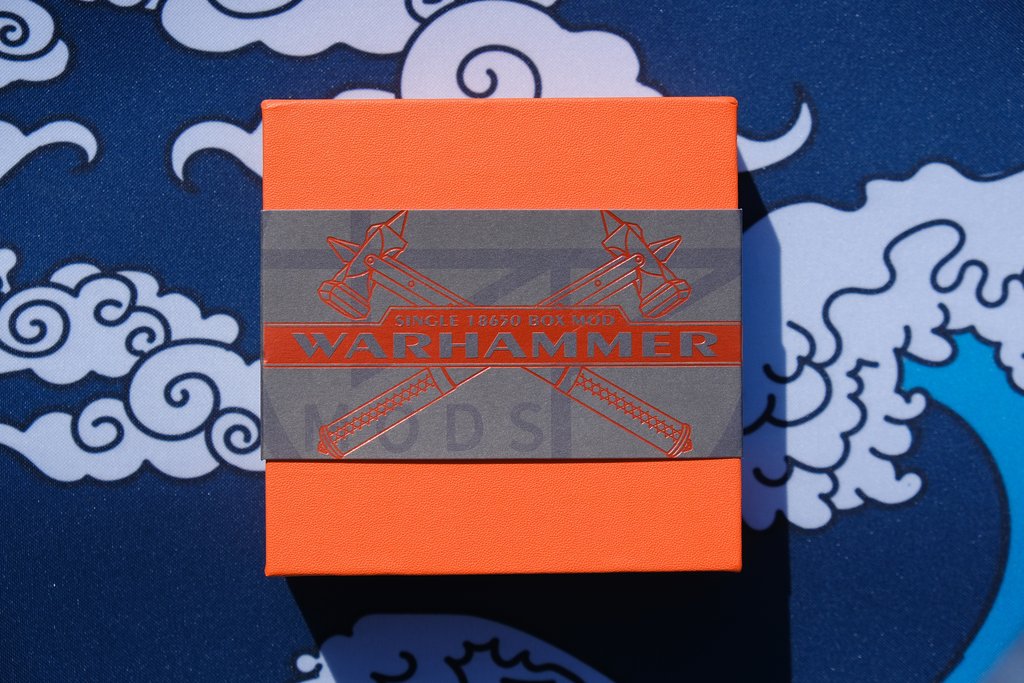 SINGLE 18650 BOX MOD
WARHAMMER
MODS